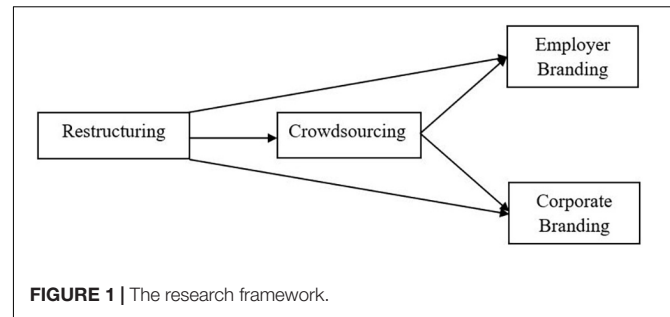 Employer
Branding
Restructuring
Crowdsourcing
Corporate
Branding
FIGURE 1 | The research framework.